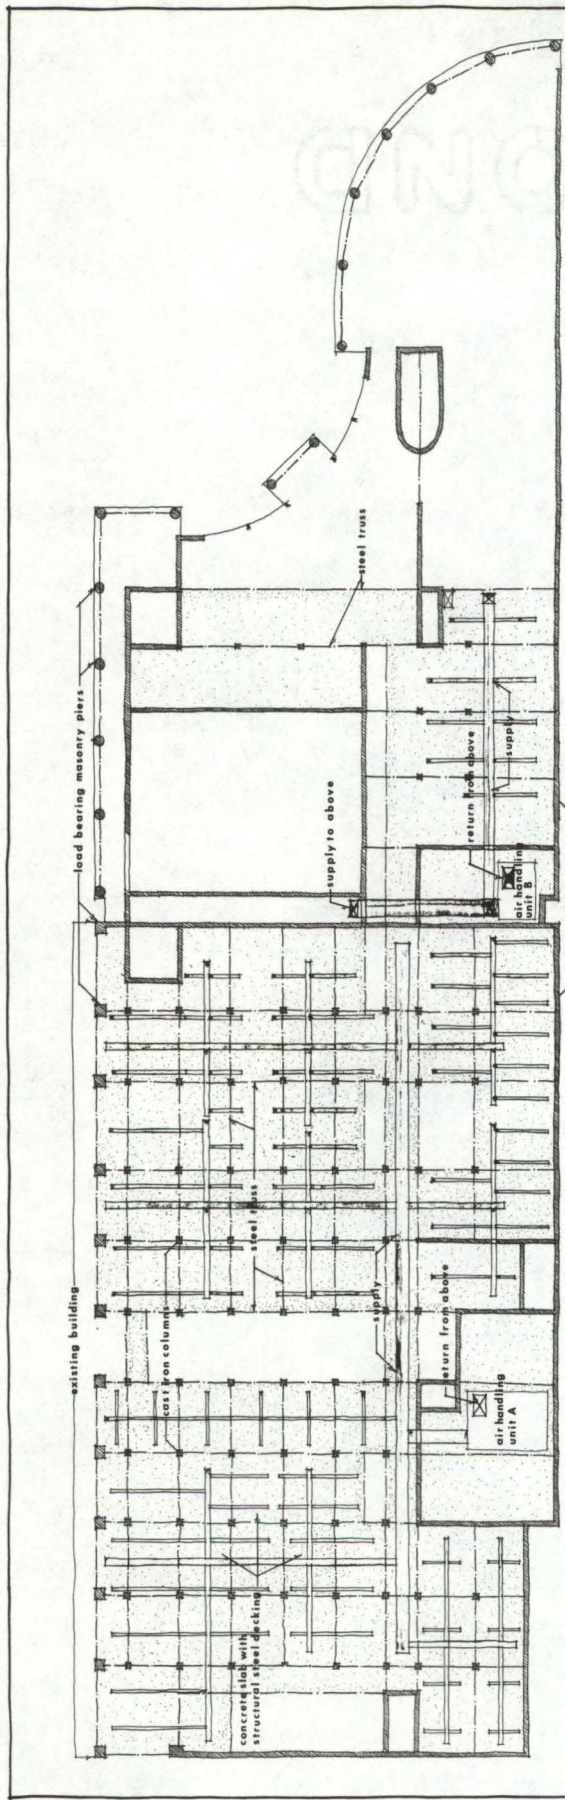 existing building
load bearing masonry piers
cast iron columns
steel truss
steel truss
concrete slab with
structural steel decking
supply
supply to above
return from above
air handling
unit A
return from above
air handling
unit B
supply